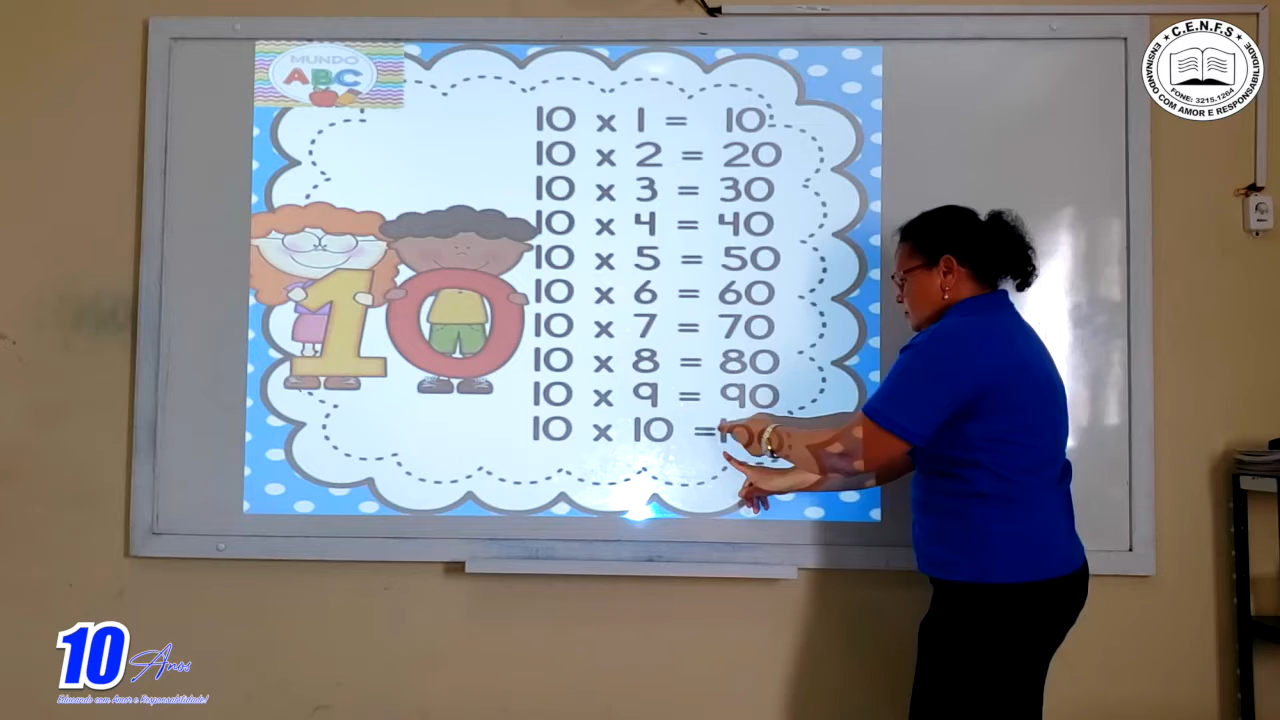 MUNDO
ABC
10 x 1 = 10
10 x 2 = 20
10 x 3 = 30
10 x 4 = 40
10 x 5 = 50
10 x 6 = 60
10 x 7 = 70
10 x 8 = 80
10 x 9 = 90
10 x 10 =100
10
★ C.E.N.F.S ★
ENSINANDO COM AMOR E RESPONSABILIDADE
FONE: 3215.1264
10 Anos
Educando com Amor e Responsabilidade!